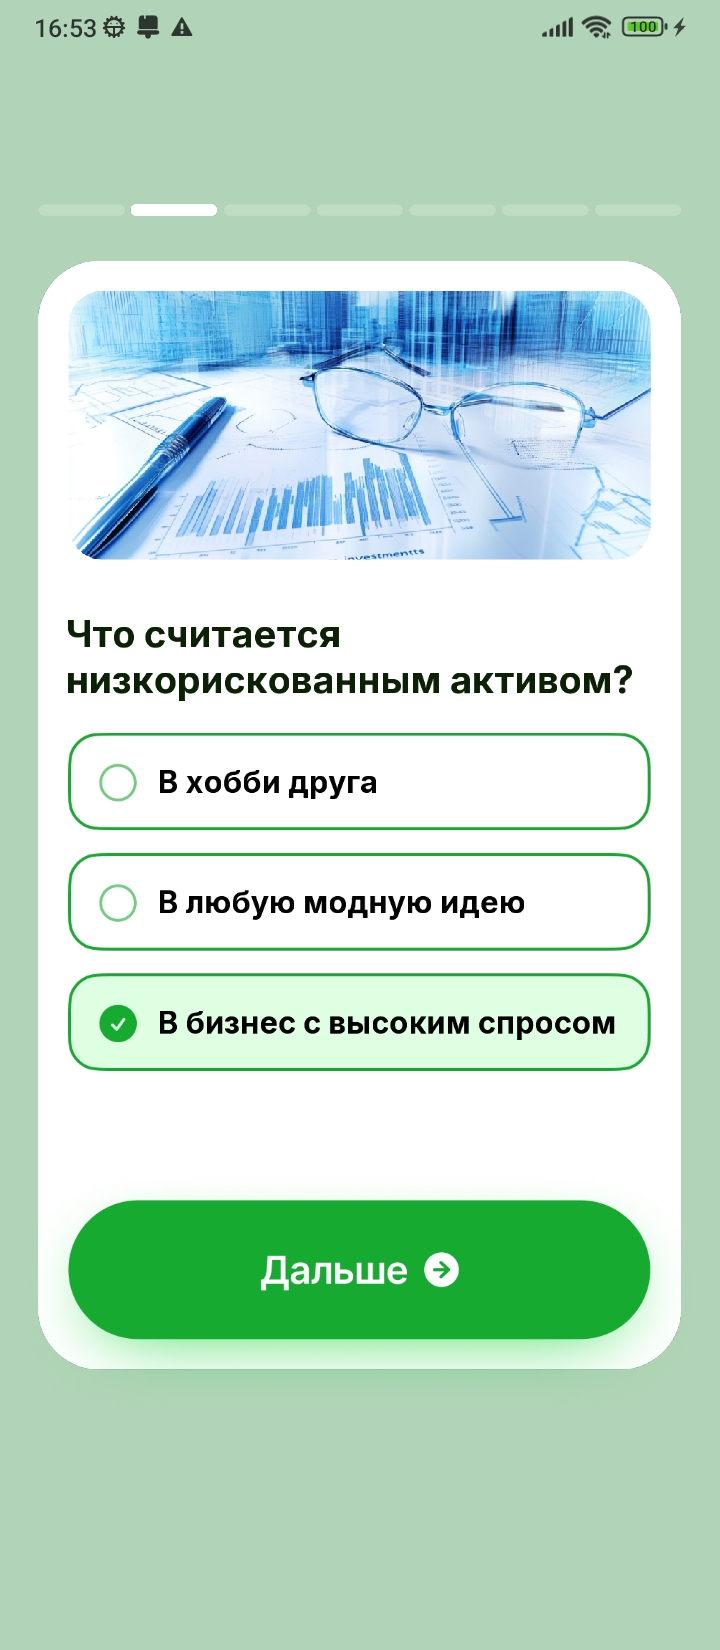 16:53
100
investmentts
Что считается
низкорискованным активом?
В хобби друга
В любую модную идею
В бизнес с высоким спросом
Дальше